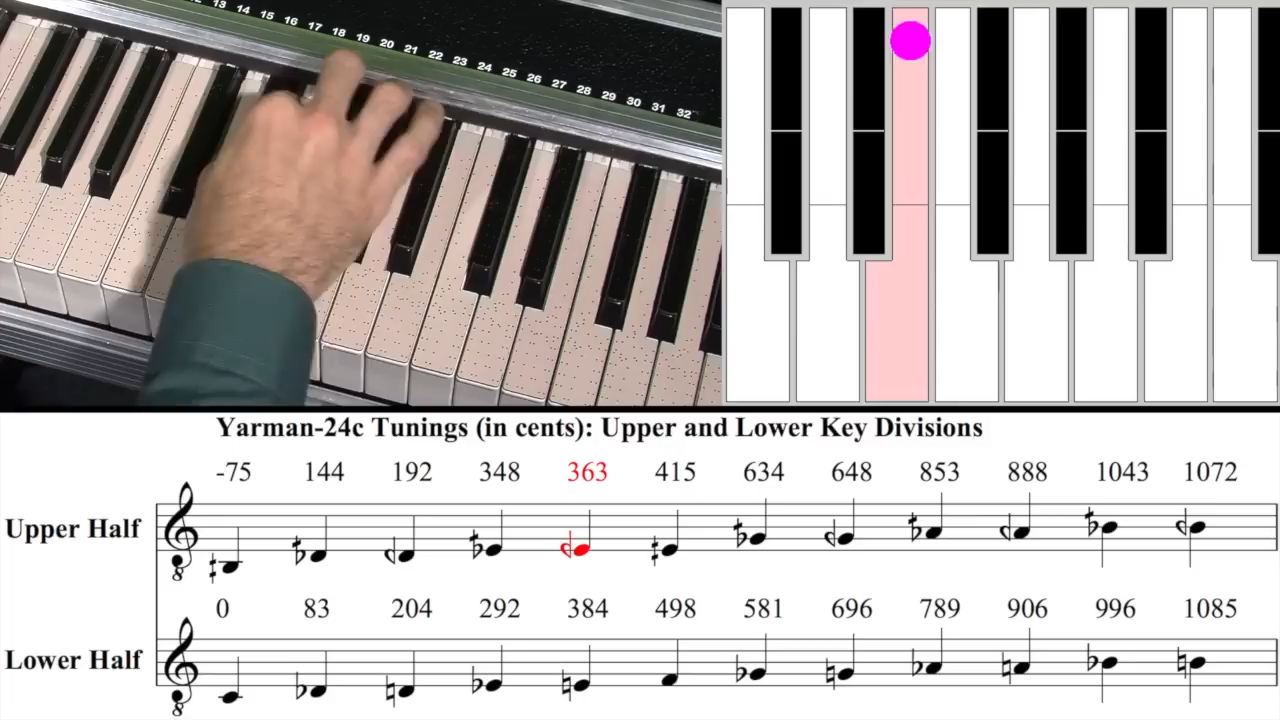 13 14 15 16 17 18 19 20 21 22 23 24 25 26 27 28 29 30 31 32
Yarman-24c Tunings (in cents): Upper and Lower Key Divisions
-75 144 192 348 363 415 634 648 853 888 1043 1072
Upper Half
8
0 83 204 292 384 498 581 696 789 906 996 1085
Lower Half
8